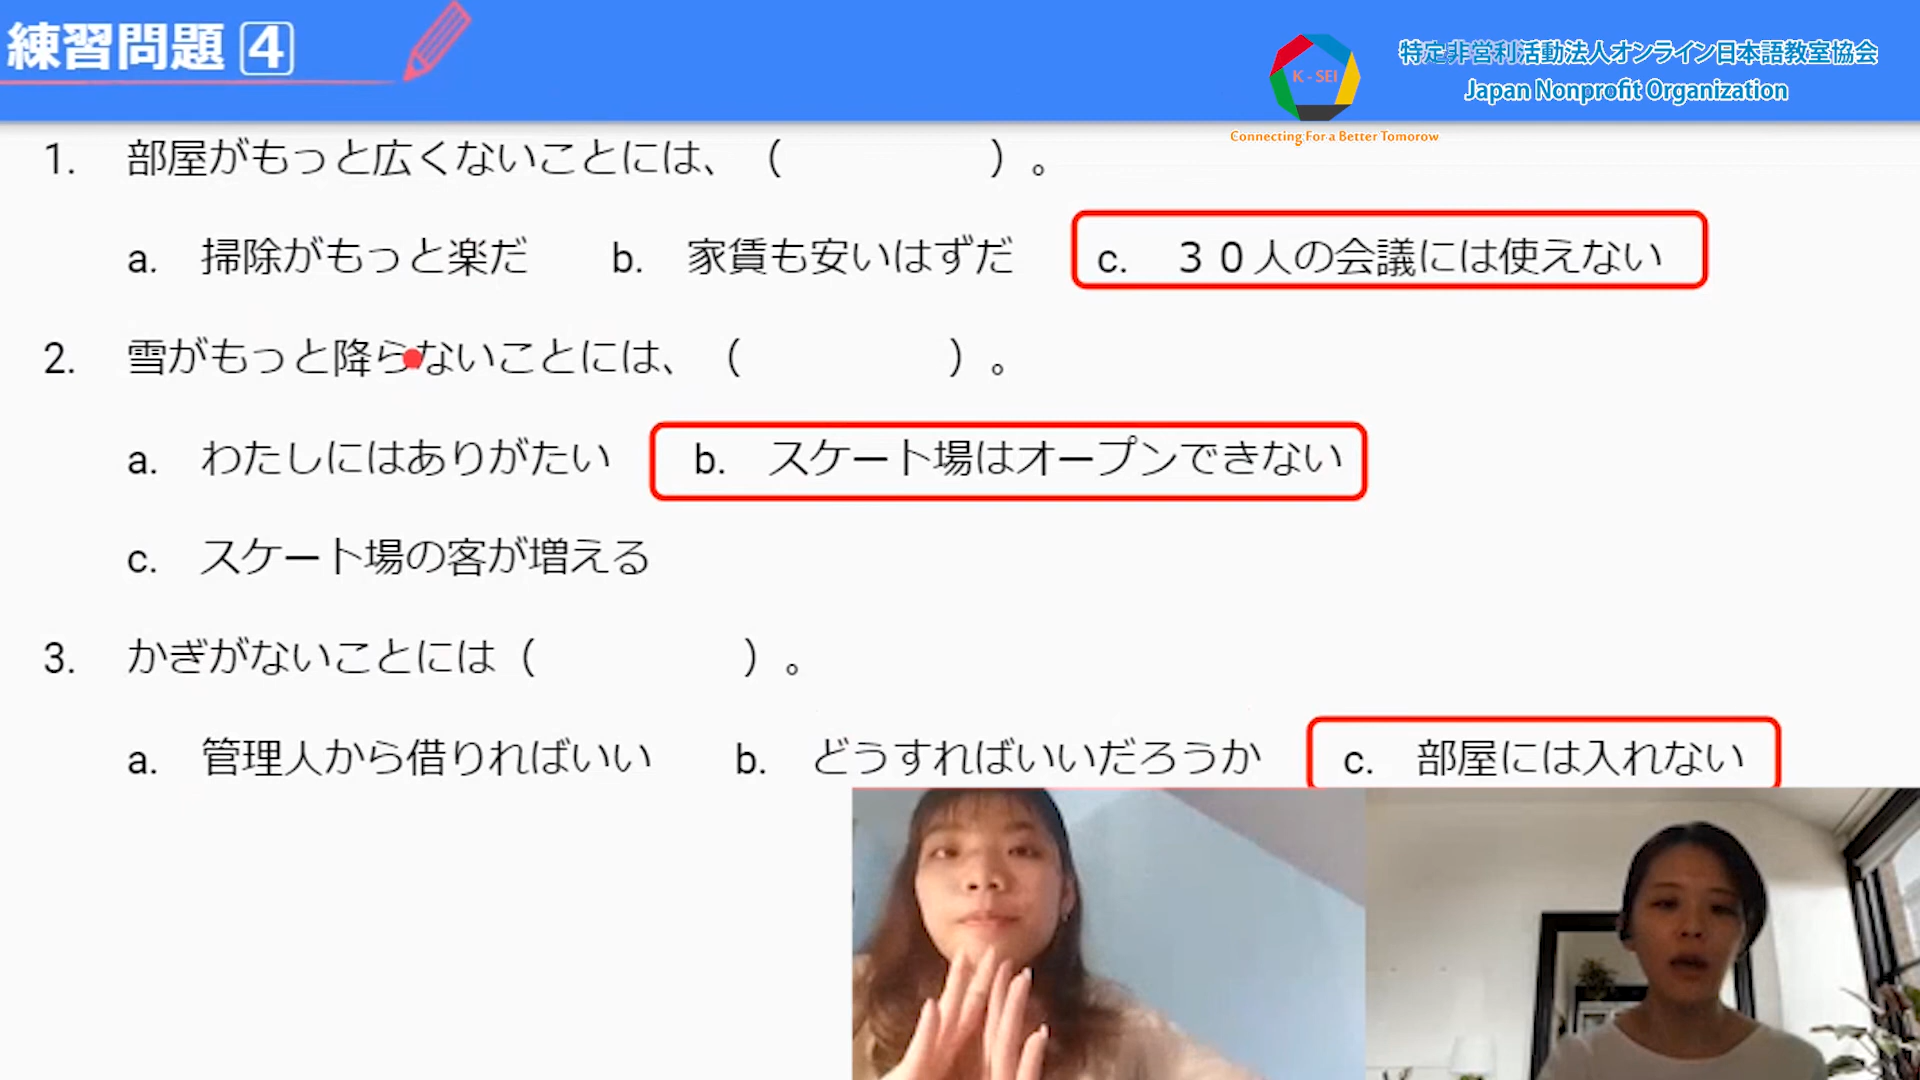 練習問題 4
K-SEI
Connecting For a Better Tomorow
特定非営利活動法人オンライン日本語教室協会
Japan Nonprofit Organization
1. 部屋がもっと広くないことには、（　　　　　）。
a. 掃除がもっと楽だ b. 家賃も安いはずだ c. ３０人の会議には使えない
2. 雪がもっと降らないことには、（　　　　　）。
a. わたしにはありがたい b. スケート場はオープンできない
c. スケート場の客が増える
3. かぎがないことには（　　　　　）。
a. 管理人から借りればいい b. どうすればいいだろうか c. 部屋には入れない